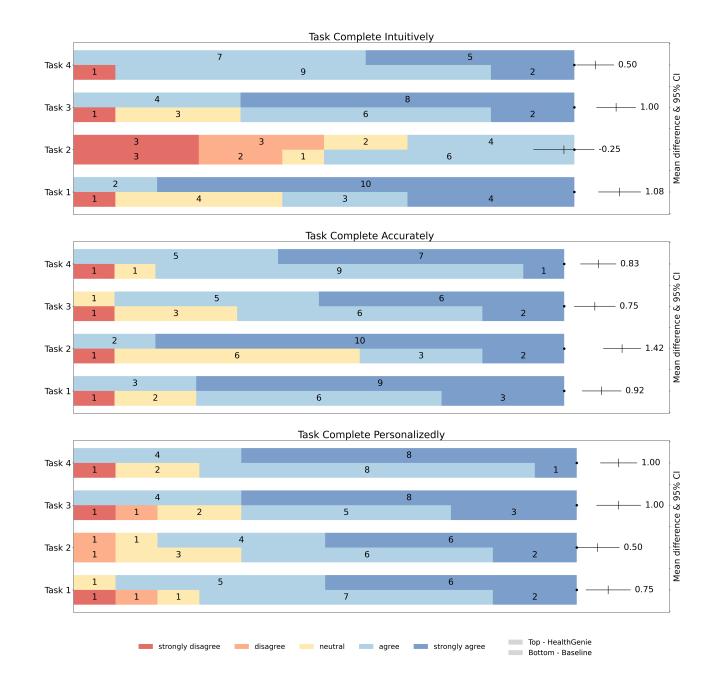 Task Complete Intuitively
7 5
Task 4 0.50
1 9 2
4 8
Task 3 1.00
1 3 6 2
3 3 2 4
Task 2 -0.25
3 2 1 6
2 10
Task 1 1.08
1 4 3 4
Mean difference & 95% CI
Task Complete Accurately
5 7
Task 4 0.83
1 1 9 1
1 5 6
Task 3 0.75
1 3 6 2
2 10
Task 2 1.42
1 6 3 2
3 9
Task 1 0.92
1 2 6 3
Mean difference & 95% CI
Task Complete Personalizedly
4 8
Task 4 1.00
1 2 8 1
4 8
Task 3 1.00
1 1 2 5 3
1 1 4 6
Task 2 0.50
1 3 6 2
1 5 6
Task 1 0.75
1 1 1 7 2
Mean difference & 95% CI
strongly disagree disagree neutral agree strongly agree
Top - HealthGenie
Bottom - Baseline